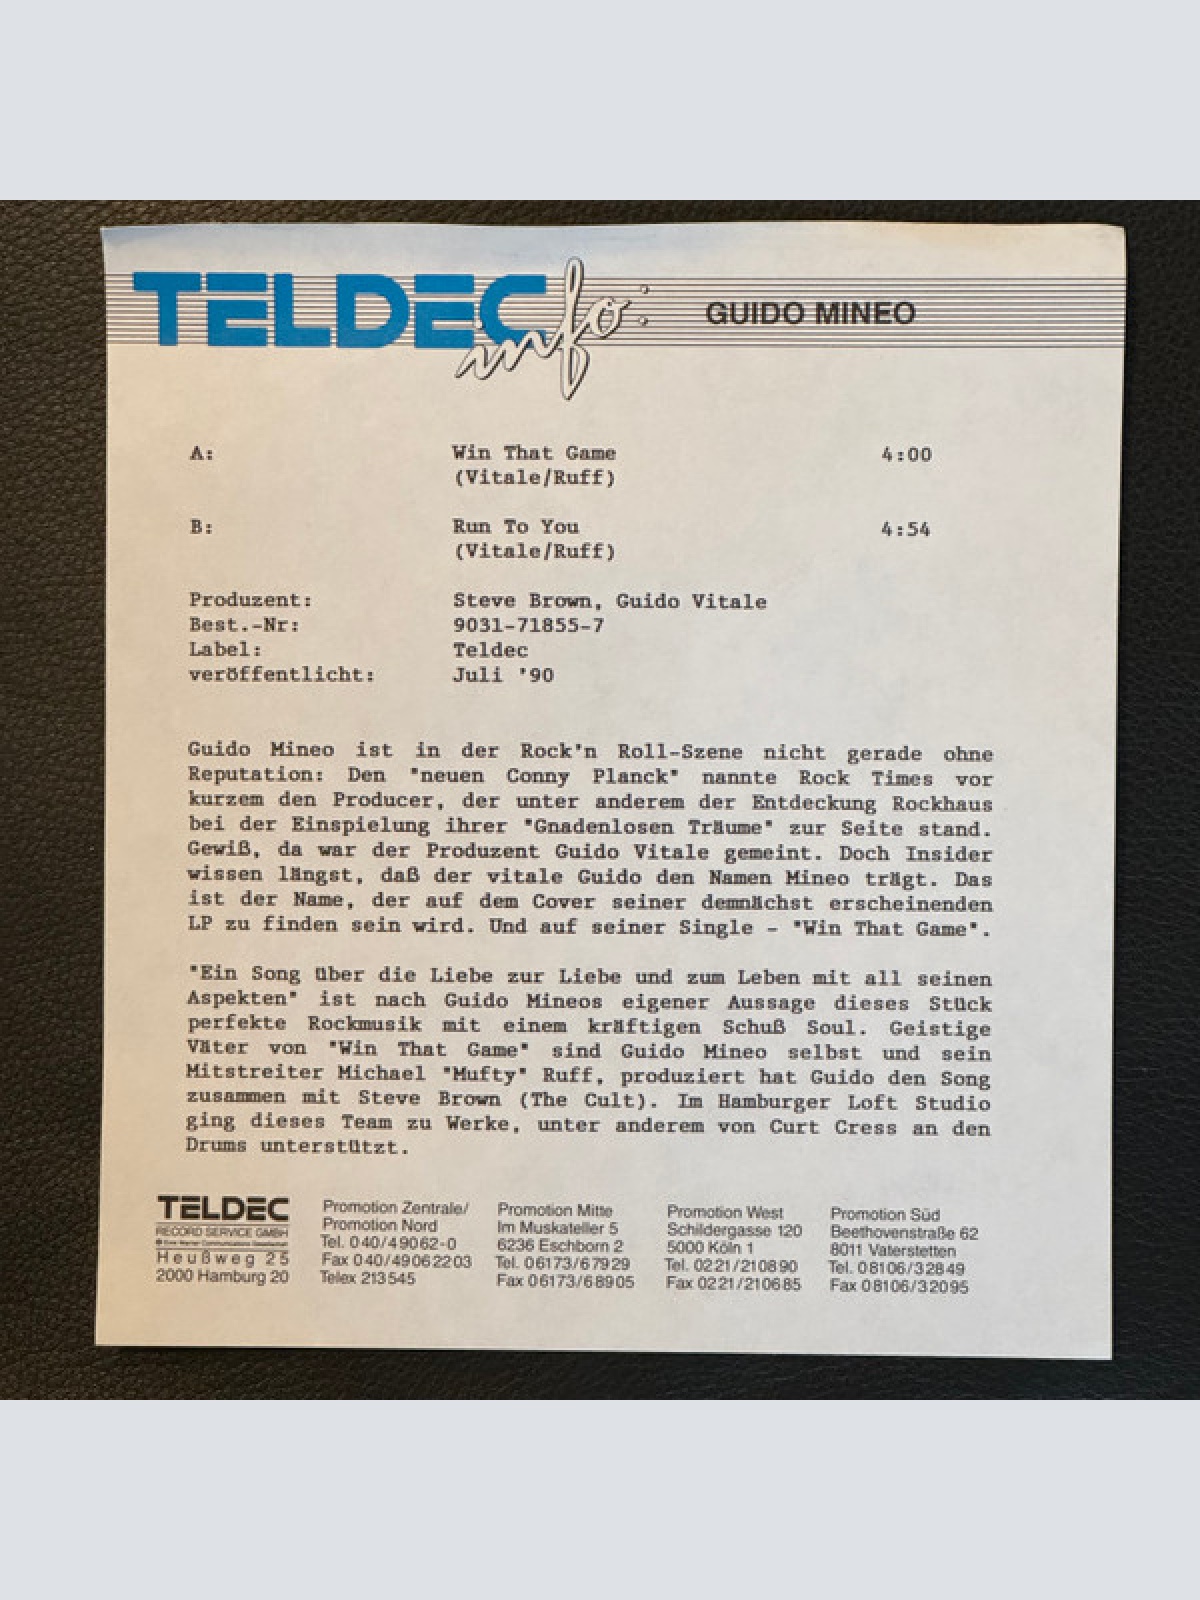 TELDEC info: GUIDO MINEO
A: Win That Game 4:00
(Vitale/Ruff)
B: Run To You 4:54
(Vitale/Ruff)
Produzent: Steve Brown, Guido Vitale
Best.-Nr: 9031-71855-7
Label: Teldec
veröffentlicht: Juli '90
Guido Mineo ist in der Rock'n Roll-Szene nicht gerade ohne
Reputation: Den "neuen Conny Planck" nannte Rock Times vor
kurzem den Producer, der unter anderem der Entdeckung Rockhaus
bei der Einspielung ihrer "Gnadenlosen Träume" zur Seite stand.
Gewiß, da war der Produzent Guido Vitale gemeint. Doch Insider
wissen längst, daß der vitale Guido den Namen Mineo trägt. Das
ist der Name, der auf dem Cover seiner demnächst erscheinenden
LP zu finden sein wird. Und auf seiner Single - "Win That Game".
"Ein Song über die Liebe zur Liebe und zum Leben mit all seinen
Aspekten" ist nach Guido Mineos eigener Aussage dieses Stück
perfekte Rockmusik mit einem kräftigen Schuß Soul. Geistige
Väter von "Win That Game" sind Guido Mineo selbst und sein
Mitstreiter Michael "Mufty" Ruff, produziert hat Guido den Song
zusammen mit Steve Brown (The Cult). Im Hamburger Loft Studio
ging dieses Team zu Werke, unter anderem von Curt Cress an den
Drums unterstützt.
TELDEC
RECORD SERVICE GMBH
Eine Warner Communications Gesellschaft
Heußweg 25
2000 Hamburg 20
Promotion Zentrale/
Promotion Nord
Tel. 040/49062-0
Fax 040/49062203
Telex 213545
Promotion Mitte
Im Muskateller 5
6236 Eschborn 2
Tel. 06173/67929
Fax 06173/68905
Promotion West
Schildergasse 120
5000 Köln 1
Tel. 0221/210890
Fax 0221/210685
Promotion Süd
Beethovenstraße 62
8011 Vaterstetten
Tel. 08106/32849
Fax 08106/32095